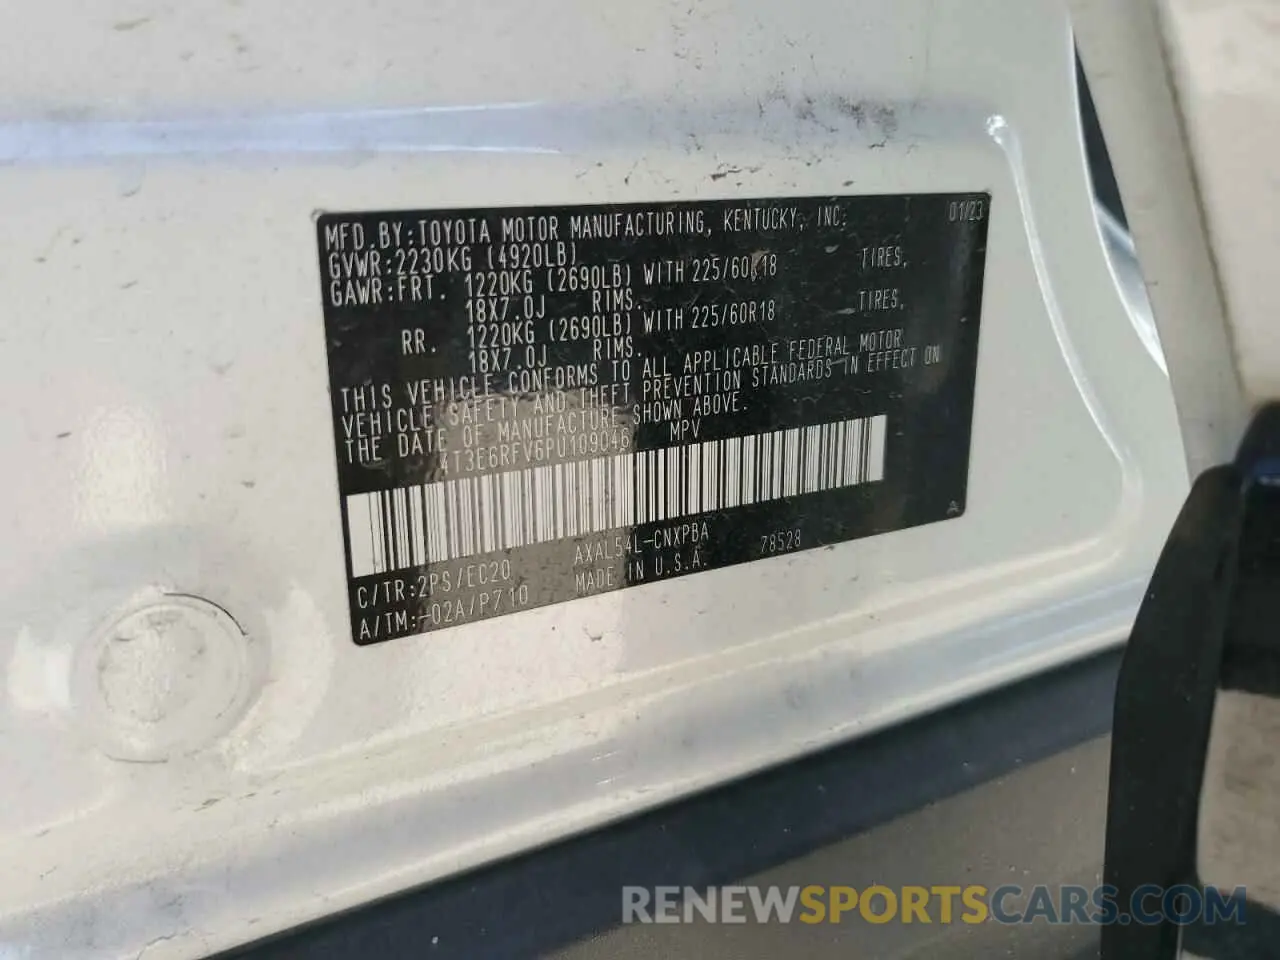 MFD.BY:TOYOTA MOTOR MANUFACTURING, KENTUCKY, INC. 01/23
GVWR:2230KG (4920LB)
GAWR:FRT. 1220KG (2690LB) WITH 225/60R18 TIRES,
18X7.0J RIMS.
RR. 1220KG (2690LB) WITH 225/60R18 TIRES,
18X7.0J RIMS.
THIS VEHICLE CONFORMS TO ALL APPLICABLE FEDERAL MOTOR
VEHICLE SAFETY AND THEFT PREVENTION STANDARDS IN EFFECT ON
THE DATE OF MANUFACTURE SHOWN ABOVE.
4T3E6RFV6PU109046 MPV
A
C/TR:2PS/EC20 AXAL54L-CNXPBA 78528
A/TM:-02A/P710 MADE IN U.S.A.
RENEWSPORTSCARS.COM